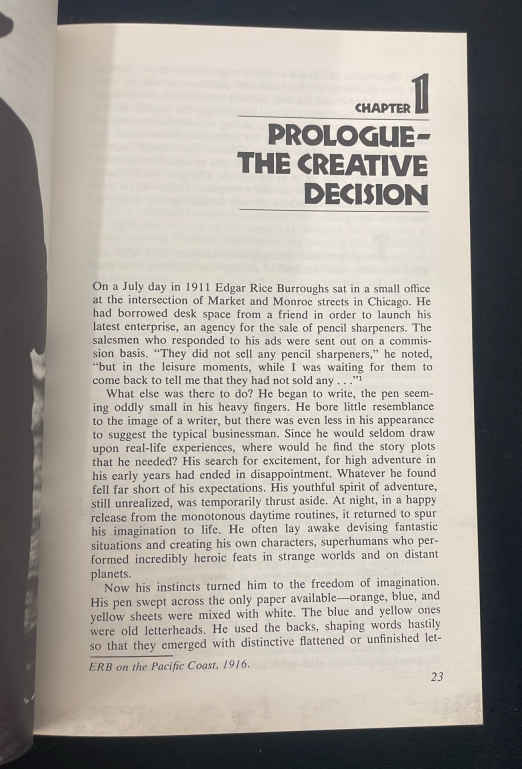 CHAPTER 1
PROLOGUE-
THE CREATIVE
DECISION
On a July day in 1911 Edgar Rice Burroughs sat in a small office
at the intersection of Market and Monroe streets in Chicago. He
had borrowed desk space from a friend in order to launch his
latest enterprise, an agency for the sale of pencil sharpeners. The
salesmen who responded to his ads were sent out on a commis-
sion basis. “They did not sell any pencil sharpeners,” he noted,
“but in the leisure moments, while I was waiting for them to
come back to tell me that they had not sold any . . .”1
What else was there to do? He began to write, the pen seem-
ing oddly small in his heavy fingers. He bore little resemblance
to the image of a writer, but there was even less in his appearance
to suggest the typical businessman. Since he would seldom draw
upon real-life experiences, where would he find the story plots
that he needed? His search for excitement, for high adventure in
his early years had ended in disappointment. Whatever he found
fell far short of his expectations. His youthful spirit of adventure,
still unrealized, was temporarily thrust aside. At night, in a happy
release from the monotonous daytime routines, it returned to spur
his imagination to life. He often lay awake devising fantastic
situations and creating his own characters, superhumans who per-
formed incredibly heroic feats in strange worlds and on distant
planets.
Now his instincts turned him to the freedom of imagination.
His pen swept across the only paper available—orange, blue, and
yellow sheets were mixed with white. The blue and yellow ones
were old letterheads. He used the backs, shaping words hastily
so that they emerged with distinctive flattened or unfinished let-
ERB on the Pacific Coast, 1916.
23